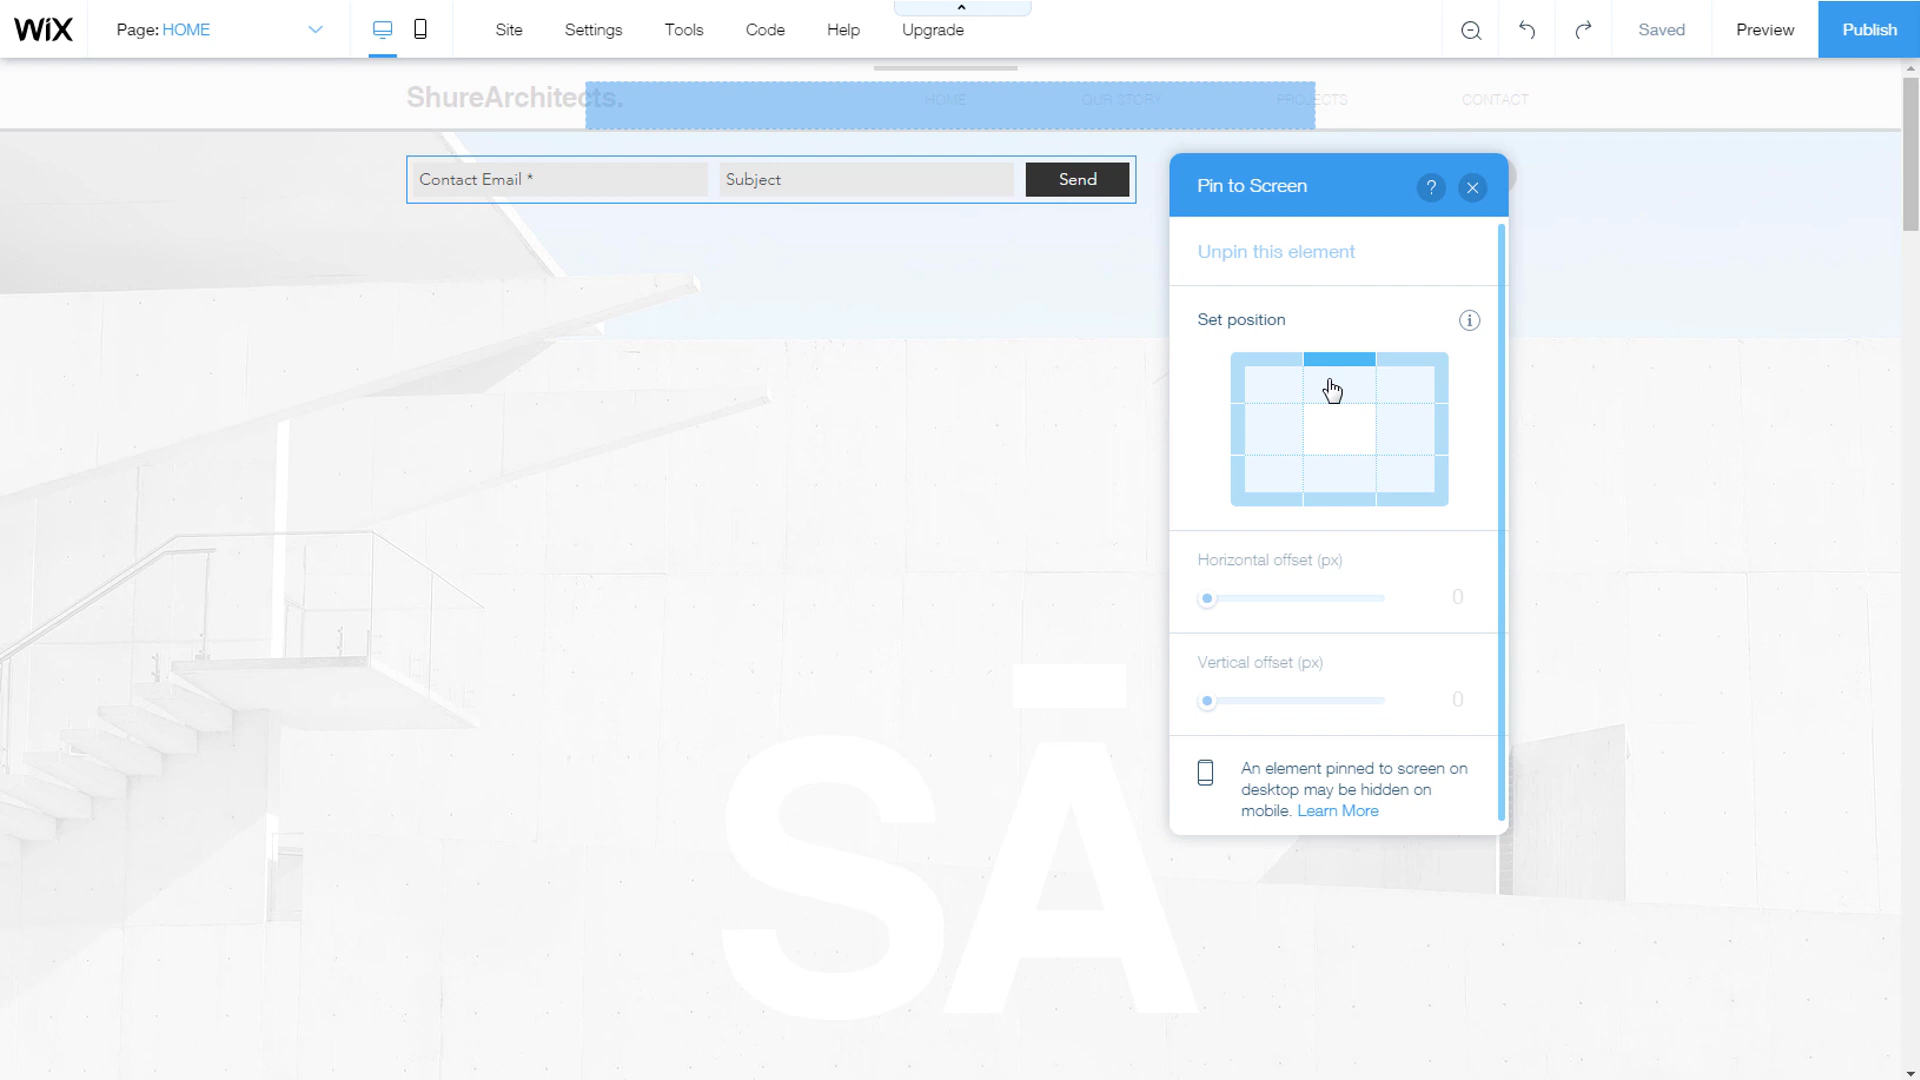 WiX Page: HOME Site Settings Tools Code Help Upgrade Saved Preview Publish
ShureArchitects. HOME OUR STORY PROJECTS CONTACT
Contact Email * Subject Send
Pin to Screen ?
Unpin this element
Set position i
Horizontal offset (px)
0
Vertical offset (px)
0
An element pinned to screen on
desktop may be hidden on
mobile. Learn More
SĀ